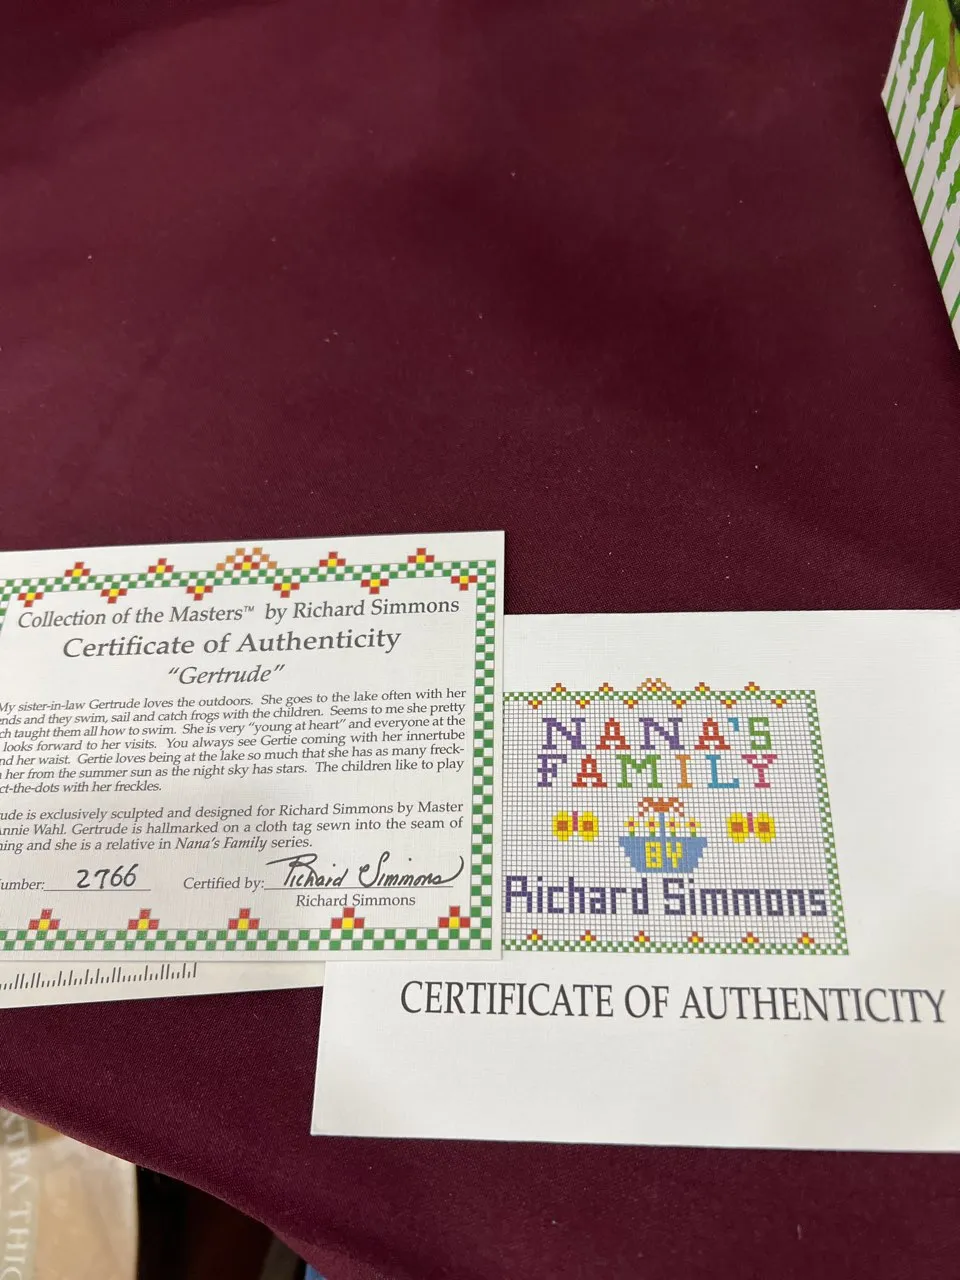 Collection of the Masters™ by Richard Simmons
Certificate of Authenticity
"Gertrude"
My sister-in-law Gertrude loves the outdoors. She goes to the lake often with her
and they swim, sail and catch frogs with the children. Seems to me she pretty
taught them all how to swim. She is very "young at heart" and everyone at the
looks forward to her visits. You always see Gertie coming with her innertube
her waist. Gertie loves being at the lake so much that she has as many freck-
her from the summer sun as the night sky has stars. The children like to play
ct-the-dots with her freckles.
is exclusively sculpted and designed for Richard Simmons by Master
Annie Wahl. Gertrude is hallmarked on a cloth tag sewn into the seam of
and she is a relative in Nana's Family series.
umber: 2766 Certified by: Richard Simmons
Richard Simmons
NANA'S
FAMILY
BY
Richard Simmons
CERTIFICATE OF AUTHENTICITY